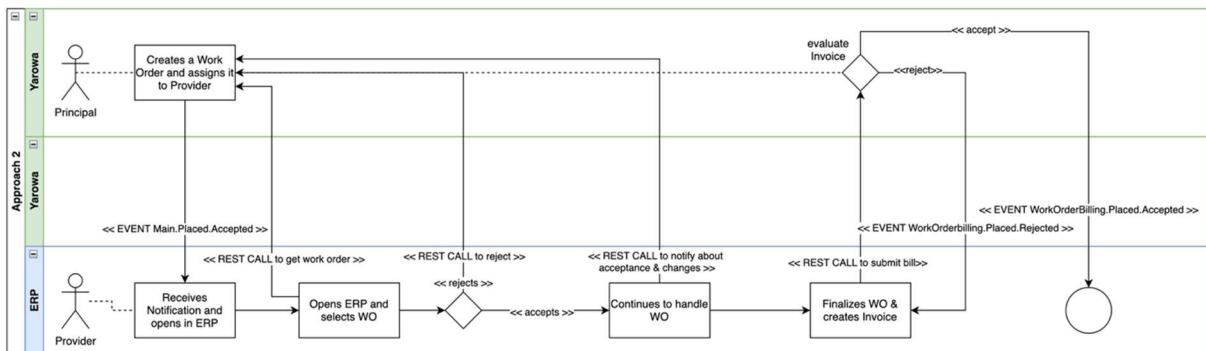 Approach 2
Yarowa
Principal
Creates a Work
Order and assigns it
to Provider
evaluate
Invoice
<< accept >>
<<reject>>
Yarowa
<< EVENT Main.Placed.Accepted >>
<< EVENT WorkOrderBilling.Placed.Accepted >>
<< EVENT WorkOrderbilling.Placed.Rejected >>
ERP
<< REST CALL to get work order >>
<< REST CALL to reject >>
<< REST CALL to notify about
acceptance & changes >>
<< REST CALL to submit bill>>
<< rejects >>
Provider
Receives
Notification and
opens in ERP
Opens ERP and
selects WO
<< accepts >>
Continues to handle
WO
Finalizes WO &
creates Invoice